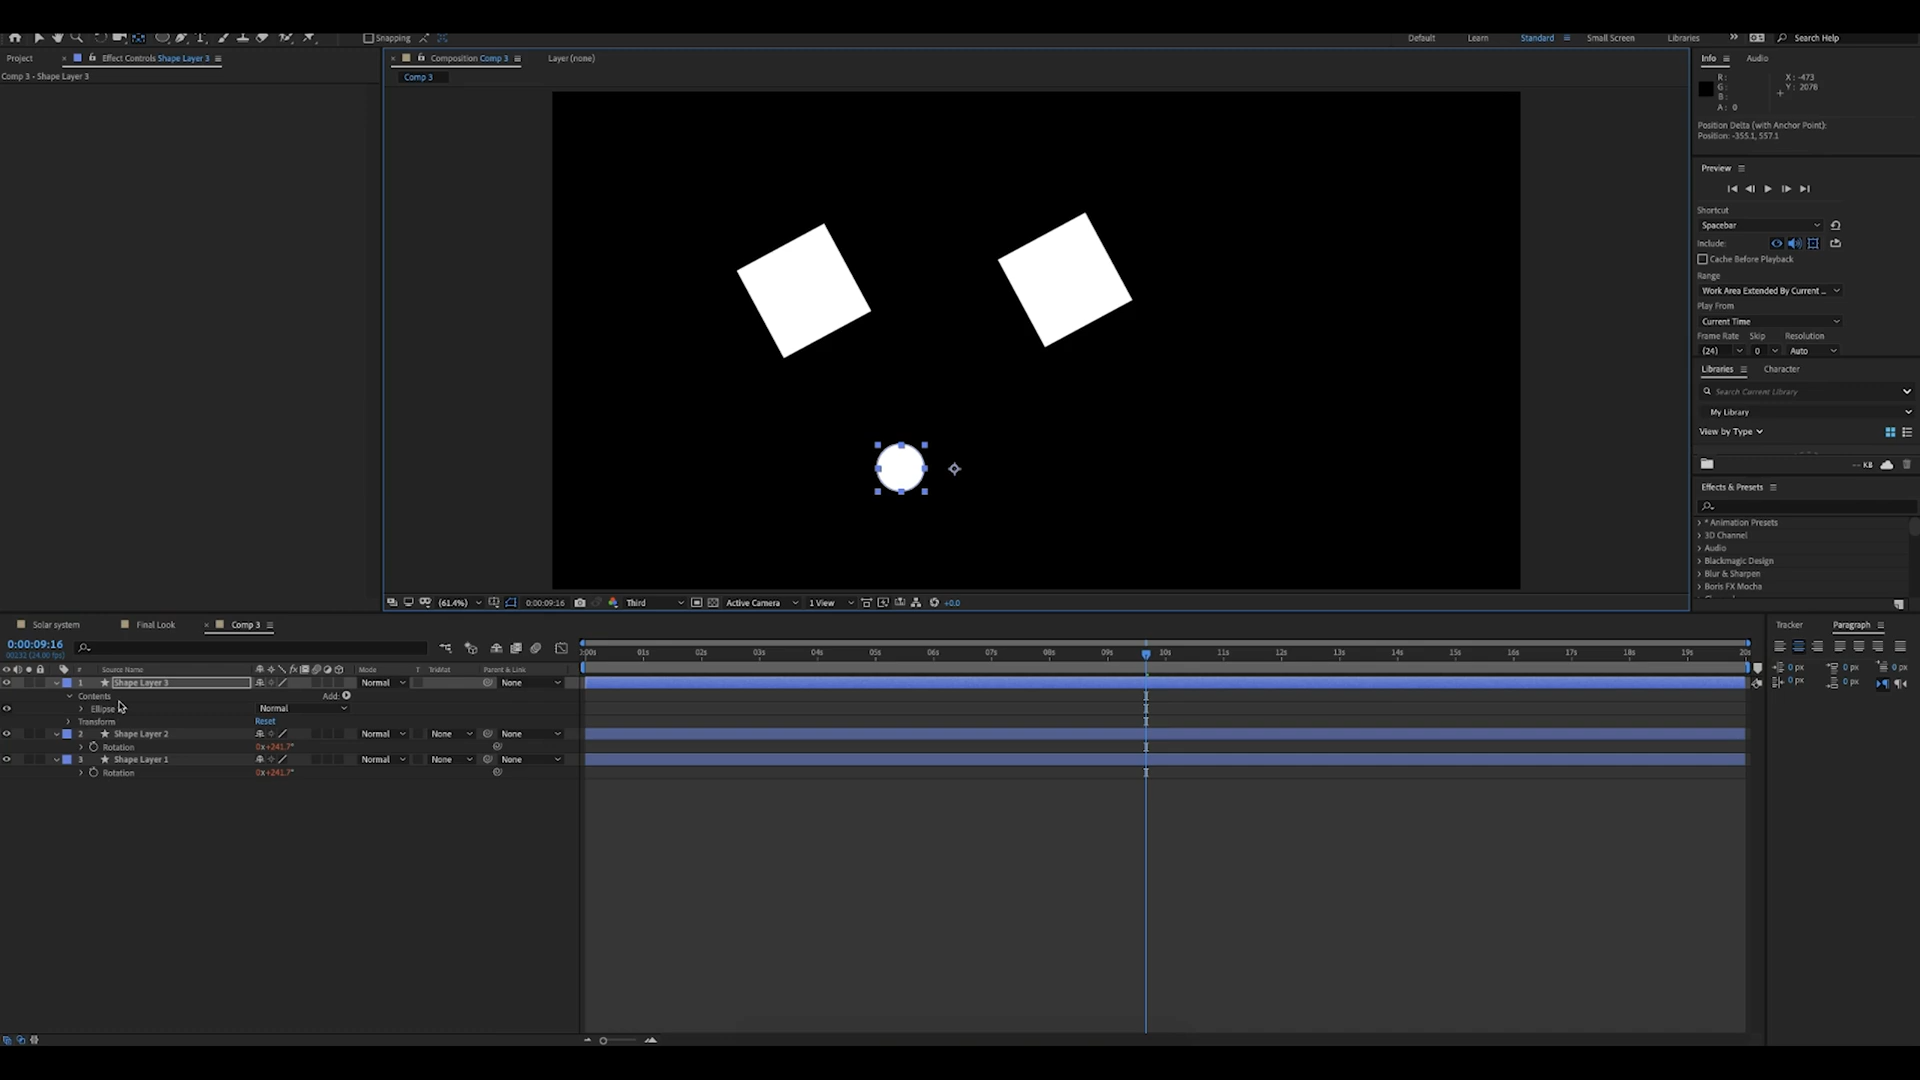 Snapping
Default Learn Standard Small Screen Libraries Search Help
Project Effect Controls Shape Layer 3
Comp 3 - Shape Layer 3
Composition Comp 3 Layer (none)
Comp 3
Info Audio
R: X: -473
G: Y: 2078
B:
A: 0
Position Delta (with Anchor Point):
Position: -355.1, 557.1
Preview
Shortcut
Spacebar
Include:
Cache Before Playback
Range
Work Area Extended By Current ...
Play From
Current Time
Frame Rate Skip Resolution
(24) 0 Auto
Libraries Character
Search Current Library
My Library
View by Type
-- KB
Effects & Presets
* Animation Presets
3D Channel
Audio
Blackmagic Design
Blur & Sharpen
Boris FX Mocha
(61.4%) 0:00:09:16 Third Active Camera 1 View +0.0
Solar system Final Look Comp 3
Tracker Paragraph
0:00:09:16
00232 (24.00 fps)
:00s 01s 02s 03s 04s 05s 06s 07s 08s 09s 10s 11s 12s 13s 14s 15s 16s 17s 18s 19s 20s
# Source Name fx Mode T TrkMat Parent & Link
1 Shape Layer 3 Normal None
Contents Add:
Ellipse Normal
Transform Reset
2 Shape Layer 2 Normal None None
Rotation 0x+241.7°
3 Shape Layer 1 Normal None None
Rotation 0x+241.7°
0 px 0 px 0 px
0 px 0 px